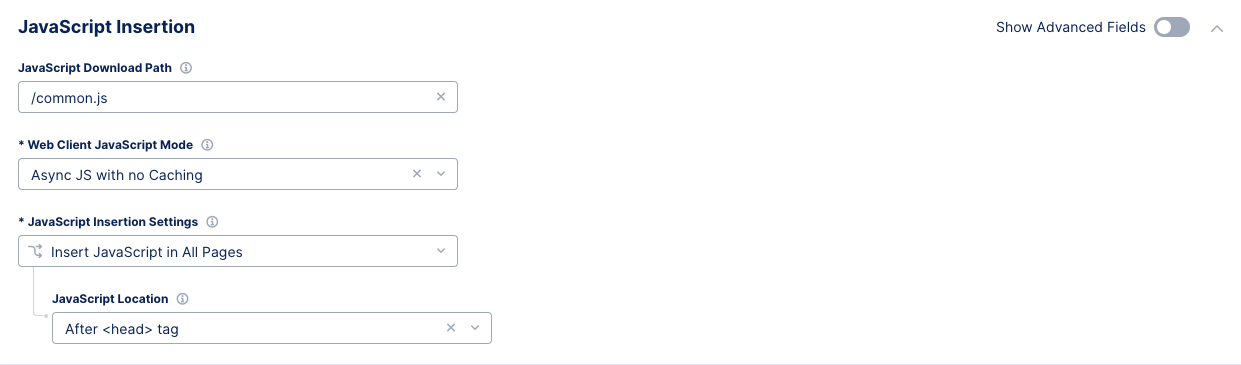 JavaScript Insertion
Show Advanced Fields
JavaScript Download Path
/common.js
* Web Client JavaScript Mode
Async JS with no Caching
* JavaScript Insertion Settings
Insert JavaScript in All Pages
JavaScript Location
After <head> tag